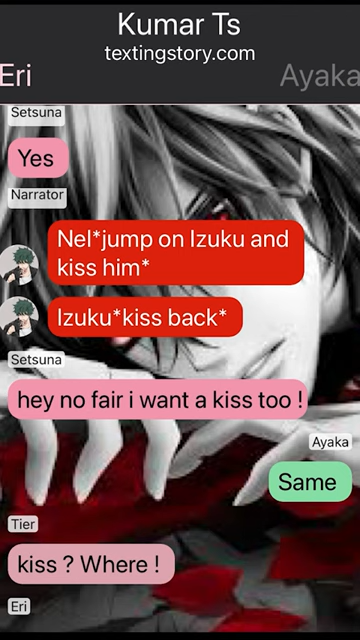 Kumar Ts
textingstory.com
Eri
Ayaka
Setsuna
Yes
Narrator
Nel*jump on Izuku and
kiss him*
Izuku*kiss back*
Setsuna
hey no fair i want a kiss too !
Ayaka
Same
Tier
kiss ? Where !
Eri